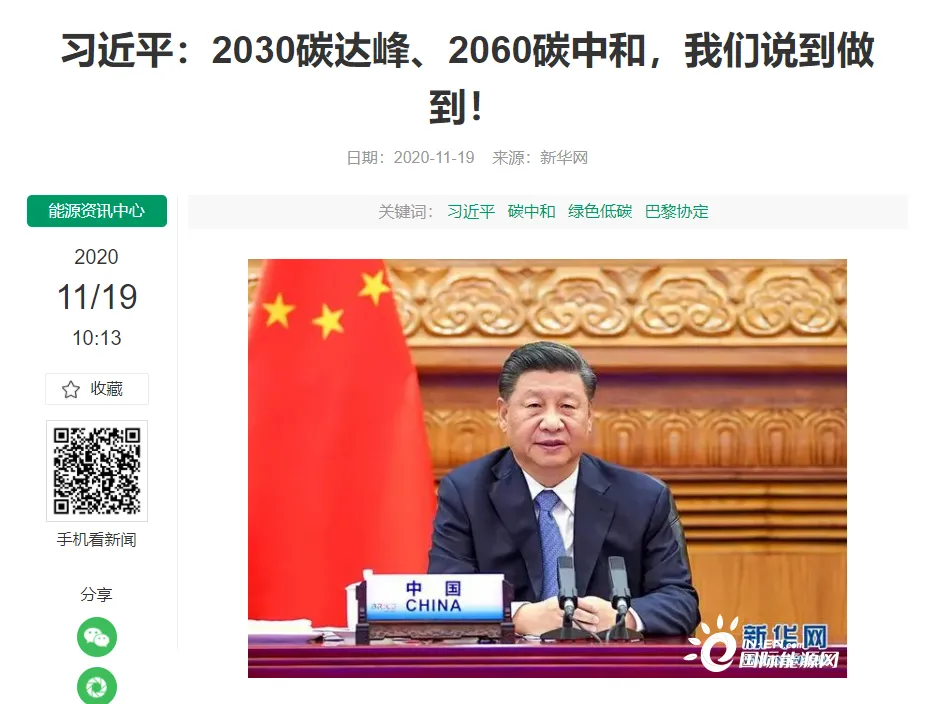 习近平：2030碳达峰、2060碳中和，我们说到做
到！
日期：2020-11-19 来源：新华网
能源资讯中心
关键词： 习近平 碳中和 绿色低碳 巴黎协定
2020
11/19
10:13
收藏
手机看新闻
分享
中国
CHINA
新华网
IN-EN.com
国际能源网